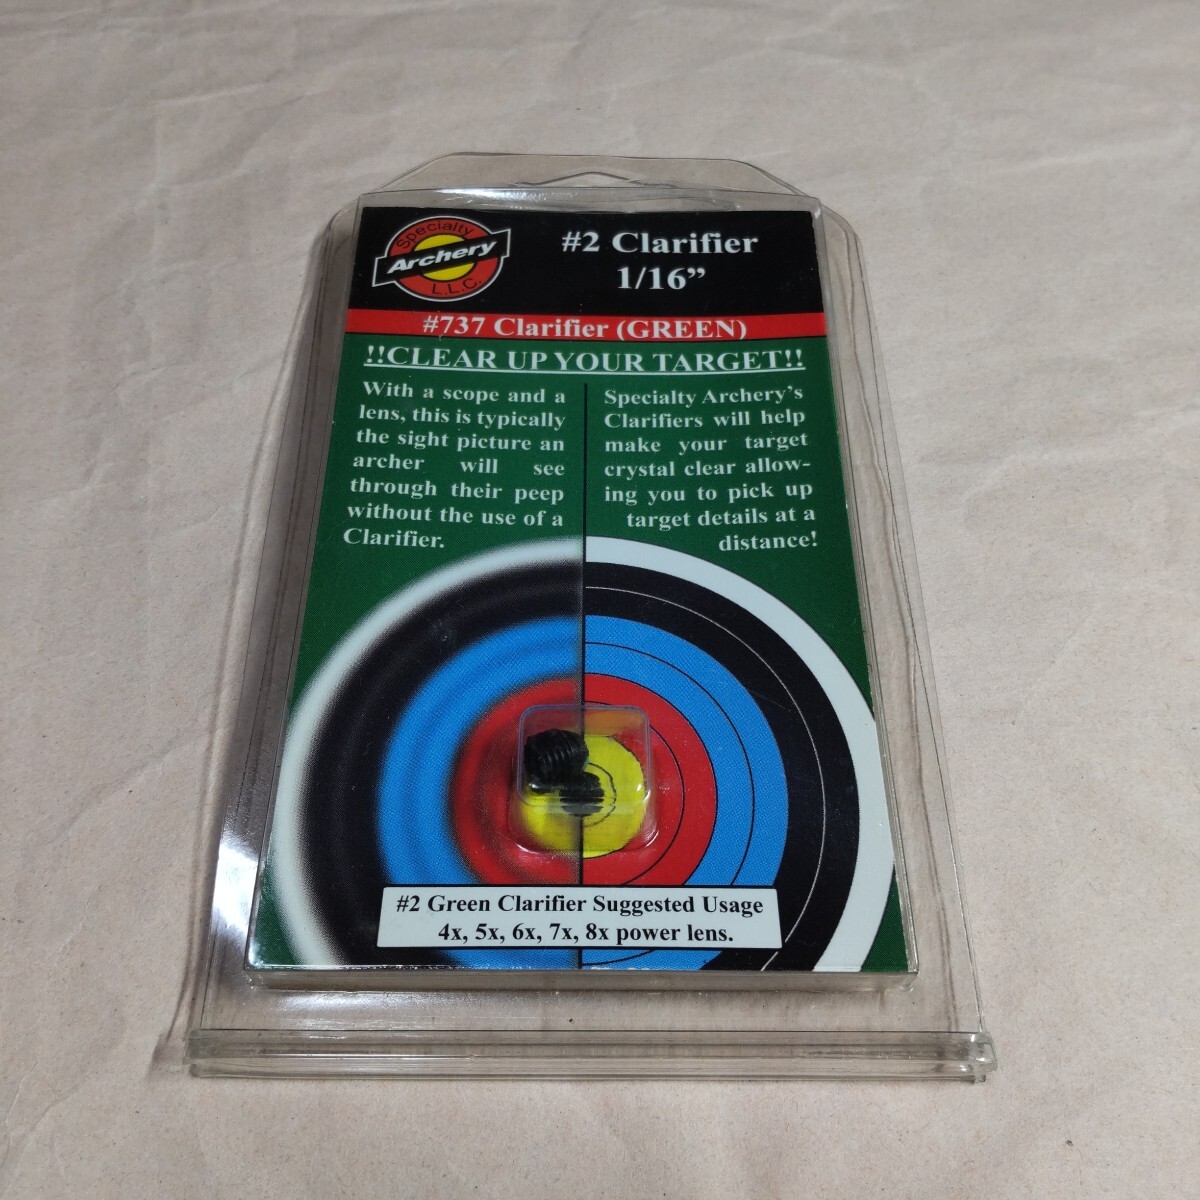 Specialty
Archery
L.L.C.
#2 Clarifier
1/16”
#737 Clarifier (GREEN)
!!CLEAR UP YOUR TARGET!!
With a scope and a
lens, this is typically
the sight picture an
archer will see
through their peep
without the use of a
Clarifier.
Specialty Archery’s
Clarifiers will help
make your target
crystal clear allow-
ing you to pick up
target details at a
distance!
#2 Green Clarifier Suggested Usage
4x, 5x, 6x, 7x, 8x power lens.